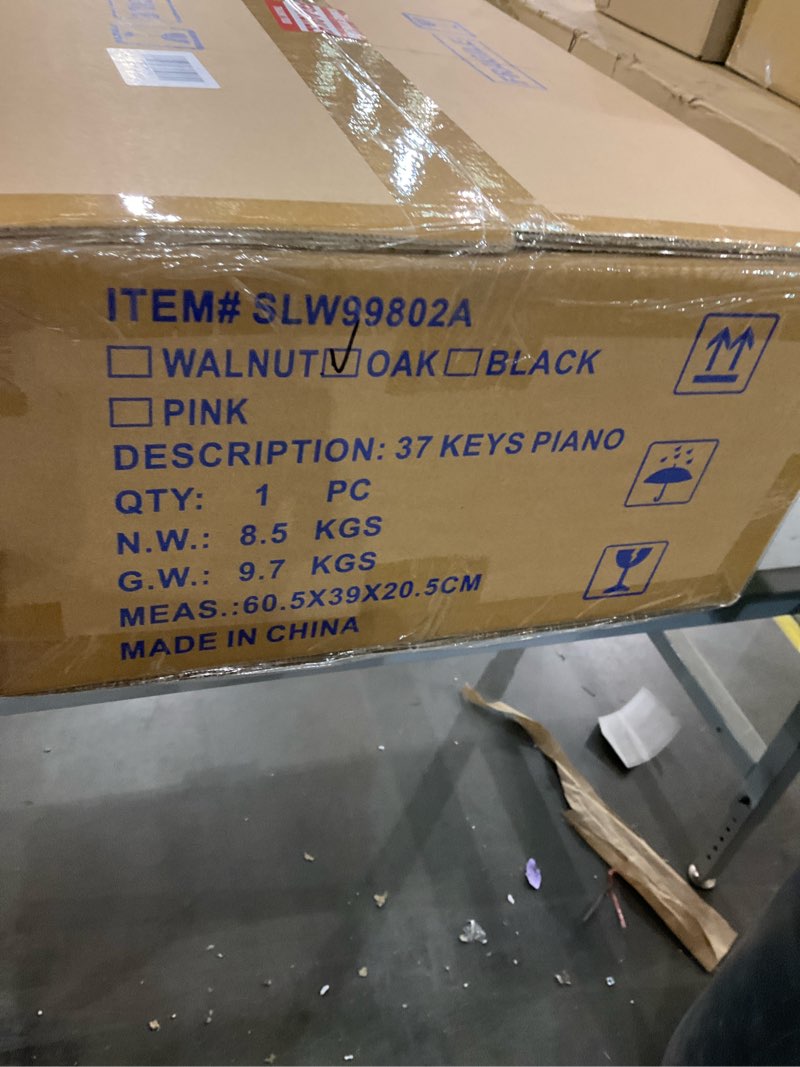 ITEM# SLW99802A
WALNUT OAK BLACK
PINK
DESCRIPTION: 37 KEYS PIANO
QTY: 1 PC
N.W.: 8.5 KGS
G.W.: 9.7 KGS
MEAS.:60.5X39X20.5CM
MADE IN CHINA